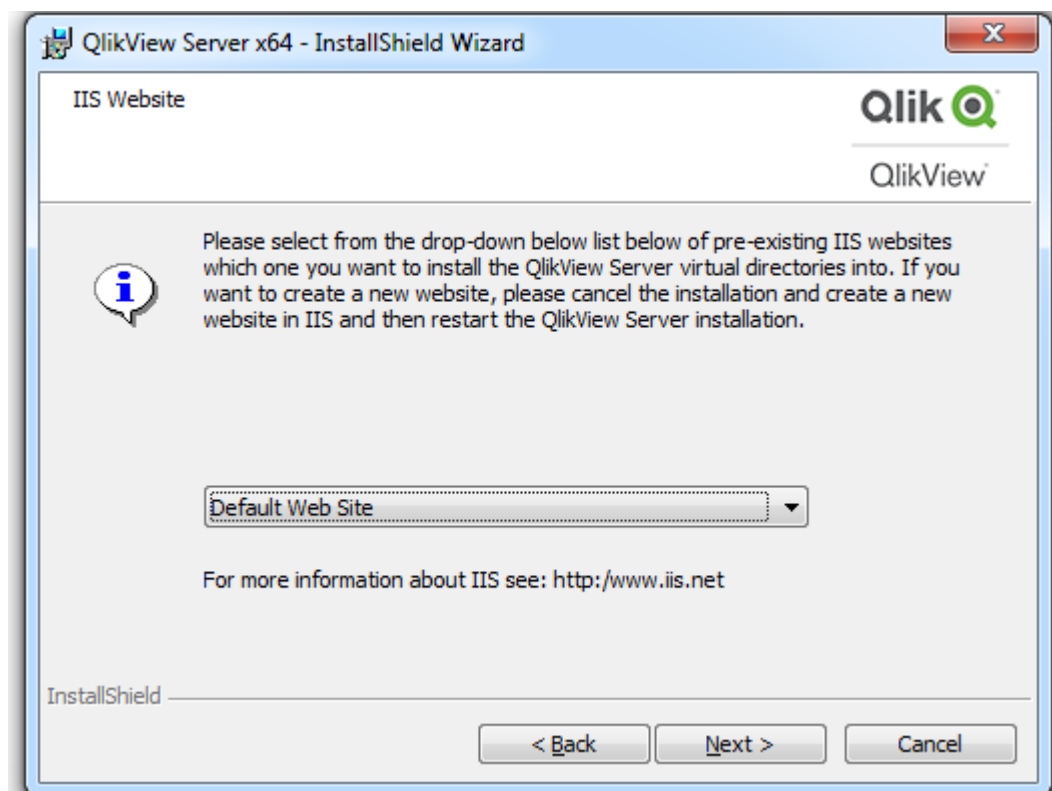 QlikView Server x64 - InstallShield Wizard
IIS Website
Qlik
QlikView
Please select from the drop-down below list below of pre-existing IIS websites
which one you want to install the QlikView Server virtual directories into. If you
want to create a new website, please cancel the installation and create a new
website in IIS and then restart the QlikView Server installation.
Default Web Site
For more information about IIS see: http:/www.iis.net
InstallShield
< Back
Next >
Cancel